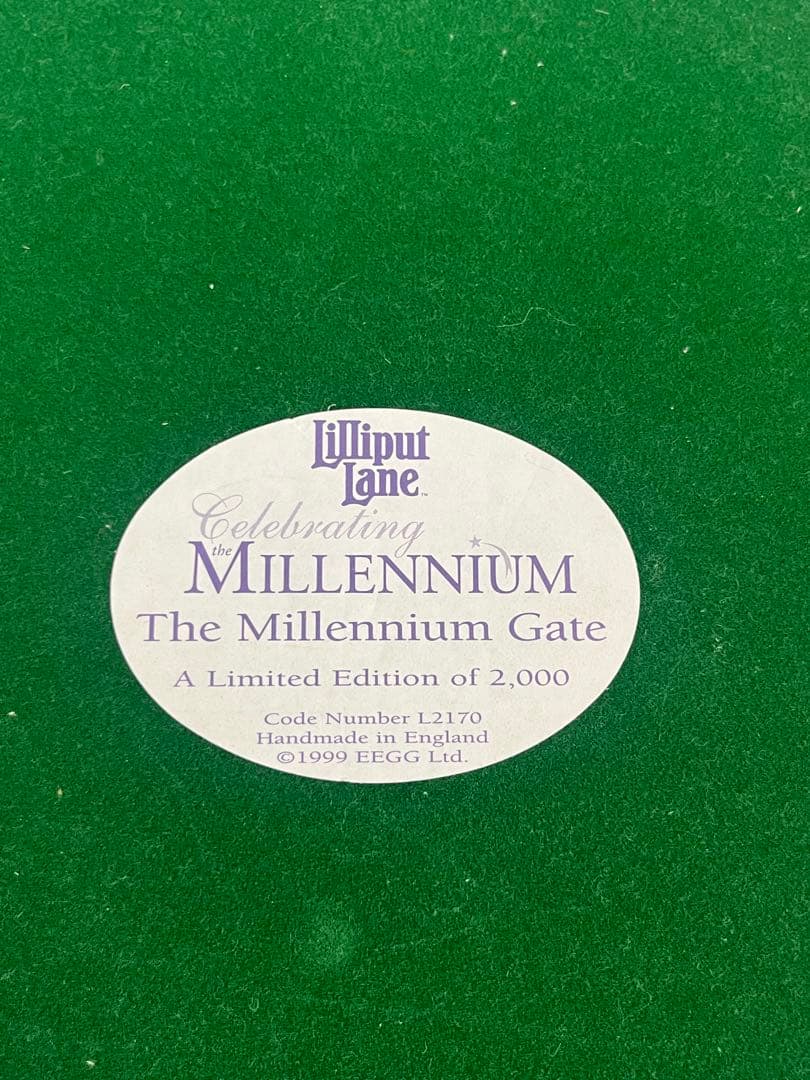 Lilliput
Lane™
Celebrating
the MILLENNIUM
The Millennium Gate
A Limited Edition of 2,000
Code Number L2170
Handmade in England
©1999 EEGG Ltd.